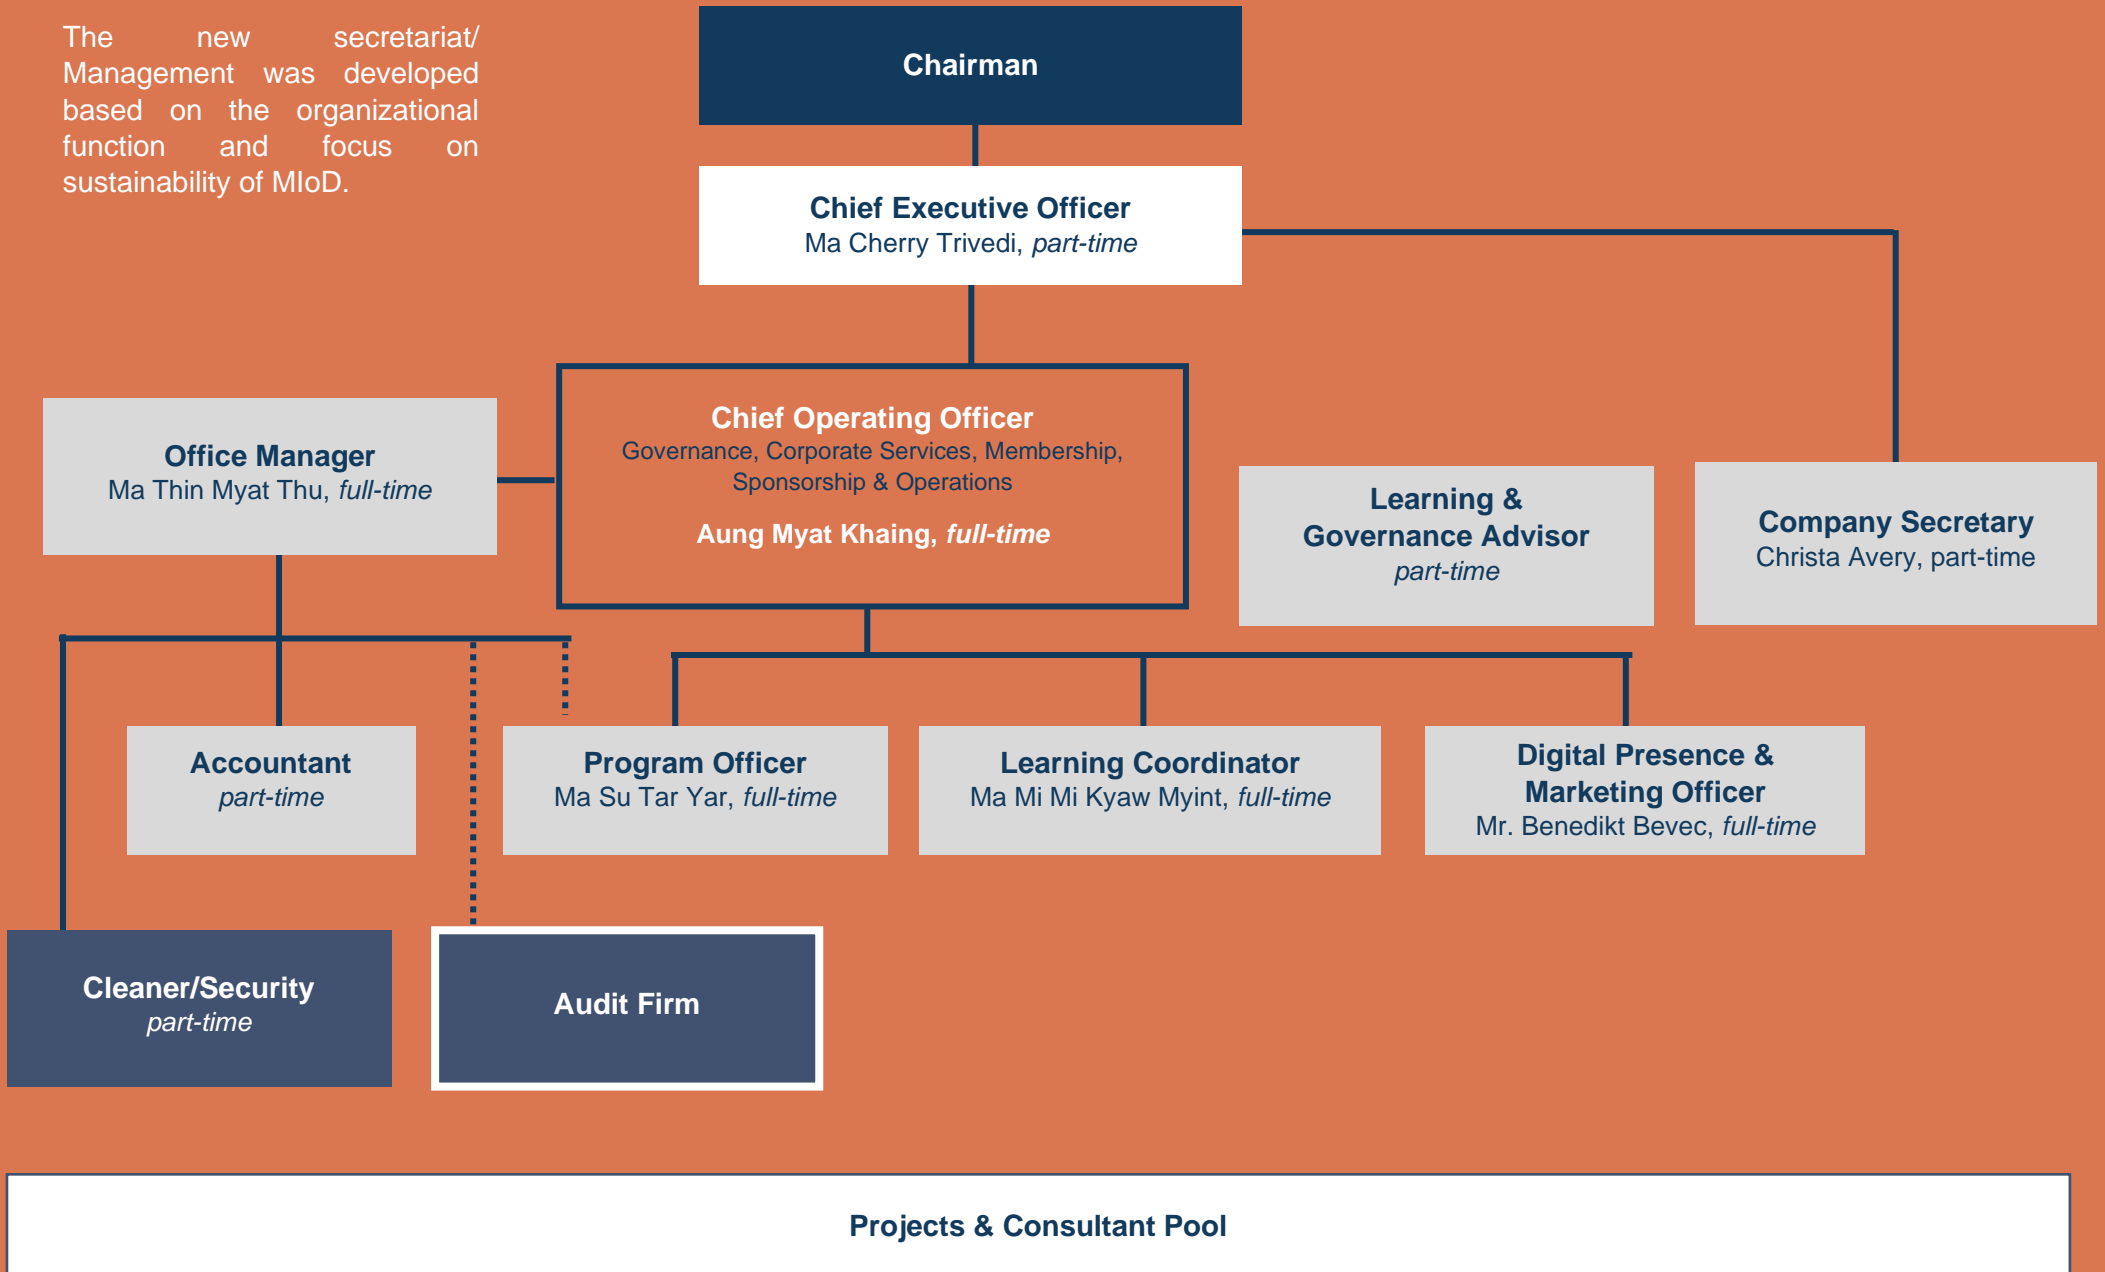 The new secretariat/
Management was developed
based on the organizational
function and focus on
sustainability of MIoD.
Chairman
Chief Executive Officer
Ma Cherry Trivedi, part-time
Chief Operating Officer
Governance, Corporate Services, Membership,
Sponsorship & Operations
Aung Myat Khaing, full-time
Office Manager
Ma Thin Myat Thu, full-time
Learning &
Governance Advisor
part-time
Company Secretary
Christa Avery, part-time
Accountant
part-time
Program Officer
Ma Su Tar Yar, full-time
Learning Coordinator
Ma Mi Mi Kyaw Myint, full-time
Digital Presence &
Marketing Officer
Mr. Benedikt Bevec, full-time
Cleaner/Security
part-time
Audit Firm
Projects & Consultant Pool